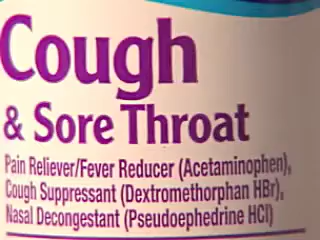 Cough
& Sore Throat
Pain Reliever/Fever Reducer (Acetaminophen),
Cough Suppressant (Dextromethorphan HBr),
Nasal Decongestant (Pseudoephedrine HCl)